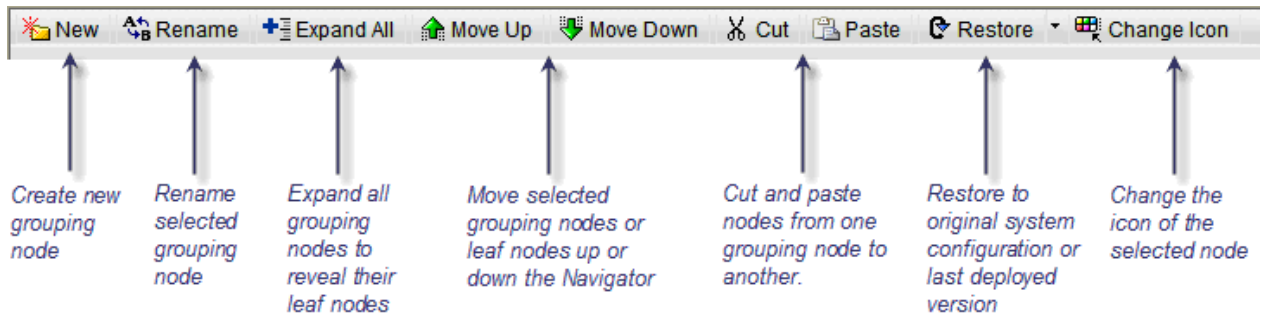 New Rename Expand All Move Up Move Down Cut Paste Restore Change Icon
Create new
grouping
node
Rename
selected
grouping
node
Expand all
grouping
nodes to
reveal their
leaf nodes
Move selected
grouping nodes or
leaf nodes up or
down the Navigator
Cut and paste
nodes from one
grouping node to
another.
Restore to
original system
configuration or
last deployed
version
Change the
icon of the
selected node